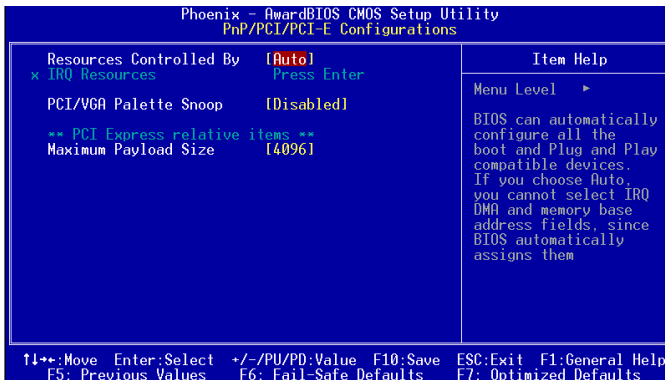 Phoenix - AwardBIOS CMOS Setup Utility
PnP/PCI/PCI-E Configurations
Resources Controlled By [Auto]
x IRQ Resources Press Enter
PCI/VGA Palette Snoop [Disabled]
** PCI Express relative items **
Maximum Payload Size [4096]
Item Help
Menu Level ►
BIOS can automatically
configure all the
boot and Plug and Play
compatible devices.
If you choose Auto,
you cannot select IRQ
DMA and memory base
address fields, since
BIOS automatically
assigns them
↑↓→←:Move Enter:Select +/-/PU/PD:Value F10:Save ESC:Exit F1:General Help
F5: Previous Values F6: Fail-Safe Defaults F7: Optimized Defaults